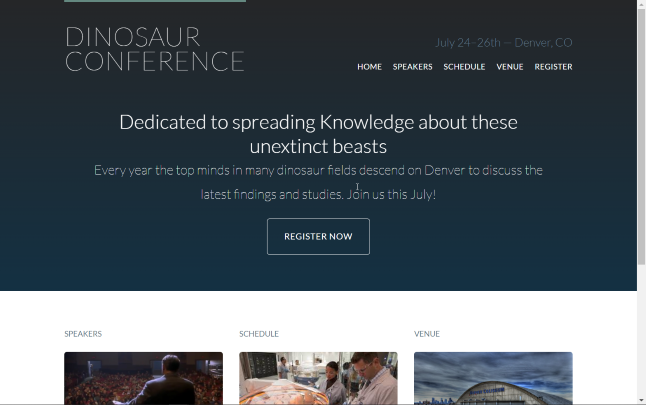 DINOSAUR
CONFERENCE
July 24–26th — Denver, CO
HOME SPEAKERS SCHEDULE VENUE REGISTER
Dedicated to spreading Knowledge about these
unextinct beasts
Every year the top minds in many dinosaur fields descend on Denver to discuss the
latest findings and studies. Join us this July!
REGISTER NOW
SPEAKERS SCHEDULE VENUE